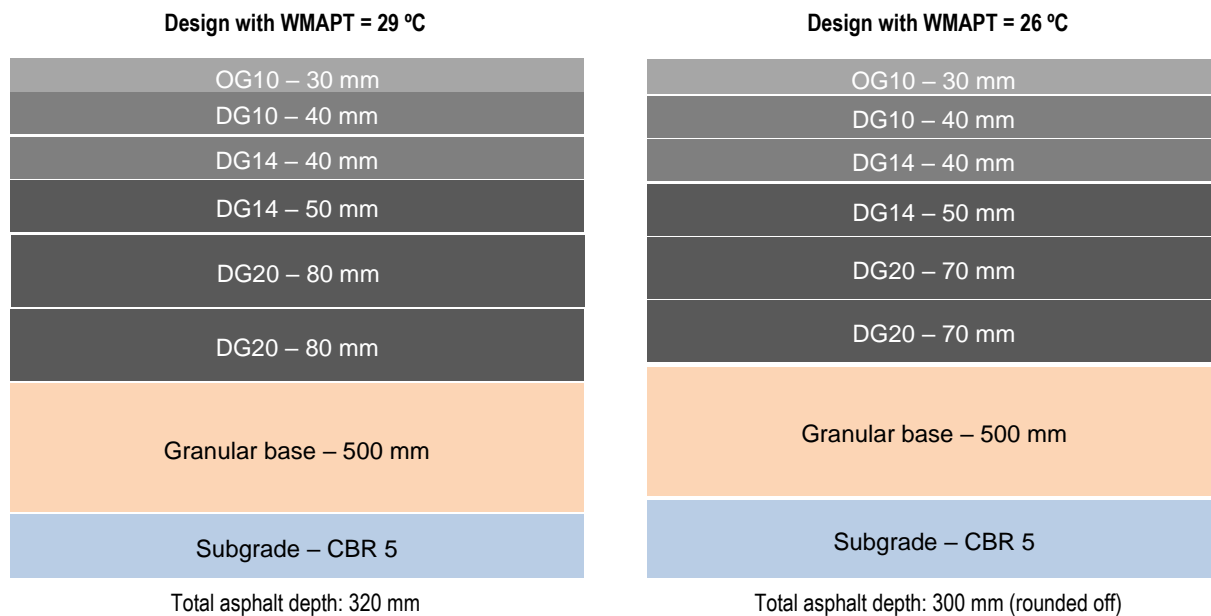 Design with WMAPT = 29 ºC
OG10 – 30 mm
DG10 – 40 mm
DG14 – 40 mm
DG14 – 50 mm
DG20 – 80 mm
DG20 – 80 mm
Granular base – 500 mm
Subgrade – CBR 5
Total asphalt depth: 320 mm
Design with WMAPT = 26 ºC
OG10 – 30 mm
DG10 – 40 mm
DG14 – 40 mm
DG14 – 50 mm
DG20 – 70 mm
DG20 – 70 mm
Granular base – 500 mm
Subgrade – CBR 5
Total asphalt depth: 300 mm (rounded off)